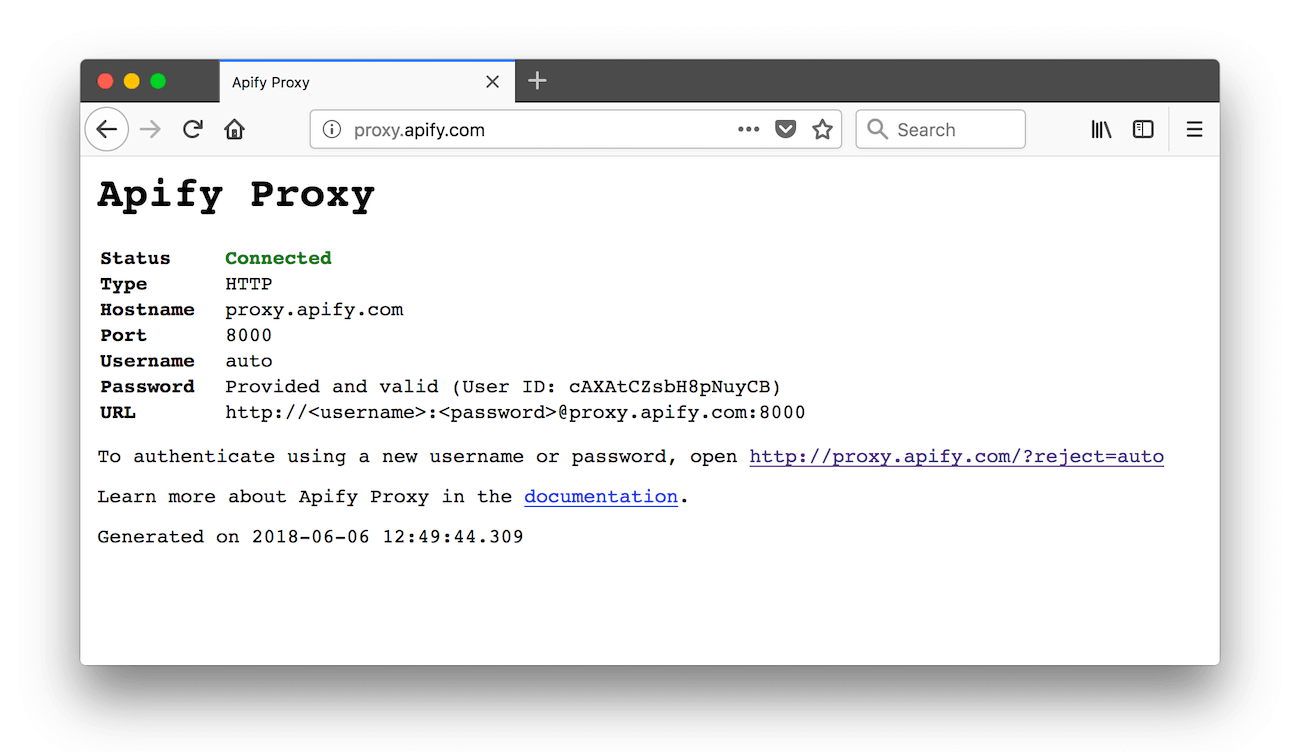 Apify Proxy
proxy.apify.com
Search
Apify Proxy
Status Connected
Type HTTP
Hostname proxy.apify.com
Port 8000
Username auto
Password Provided and valid (User ID: cAXAtCZsbH8pNuyCB)
URL http://<username>:<password>@proxy.apify.com:8000
To authenticate using a new username or password, open http://proxy.apify.com/?reject=auto
Learn more about Apify Proxy in the documentation.
Generated on 2018-06-06 12:49:44.309